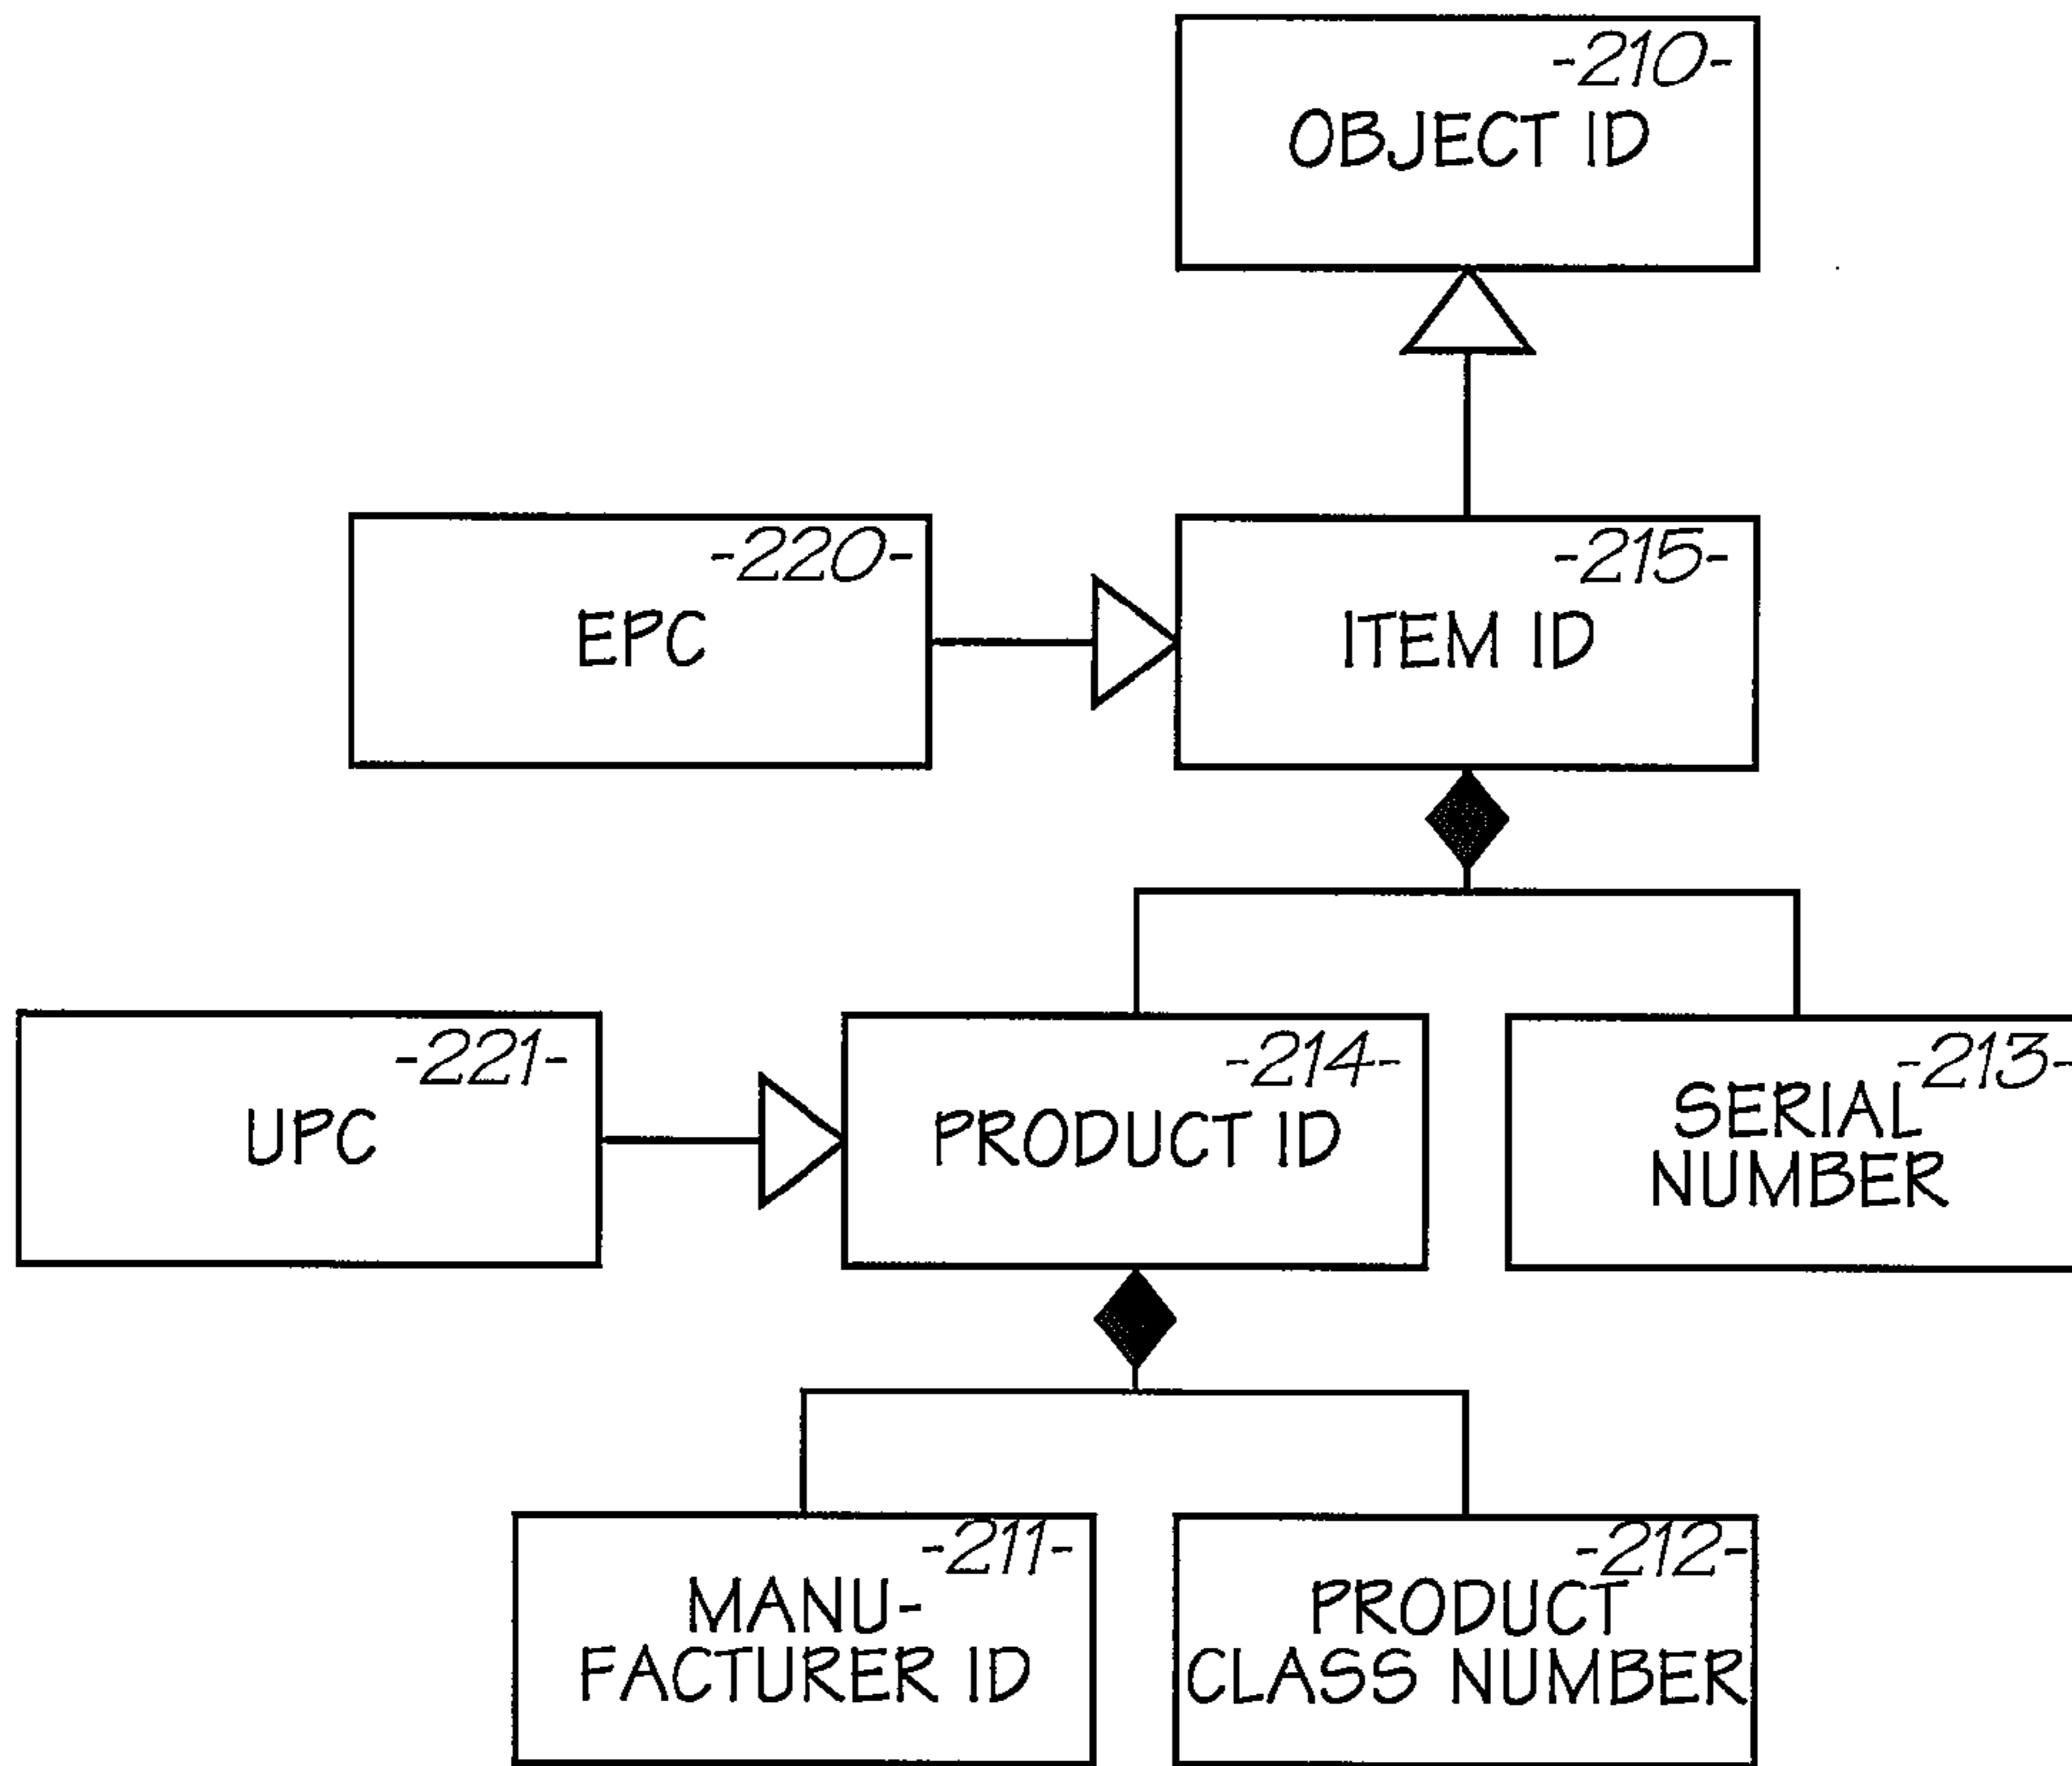 -210-
OBJECT ID
-220-
EPC
-215-
ITEM ID
-221-
UPC
-214-
PRODUCT ID
-213-
SERIAL
NUMBER
-211-
MANU-
FACTURER ID
-212-
PRODUCT
CLASS NUMBER